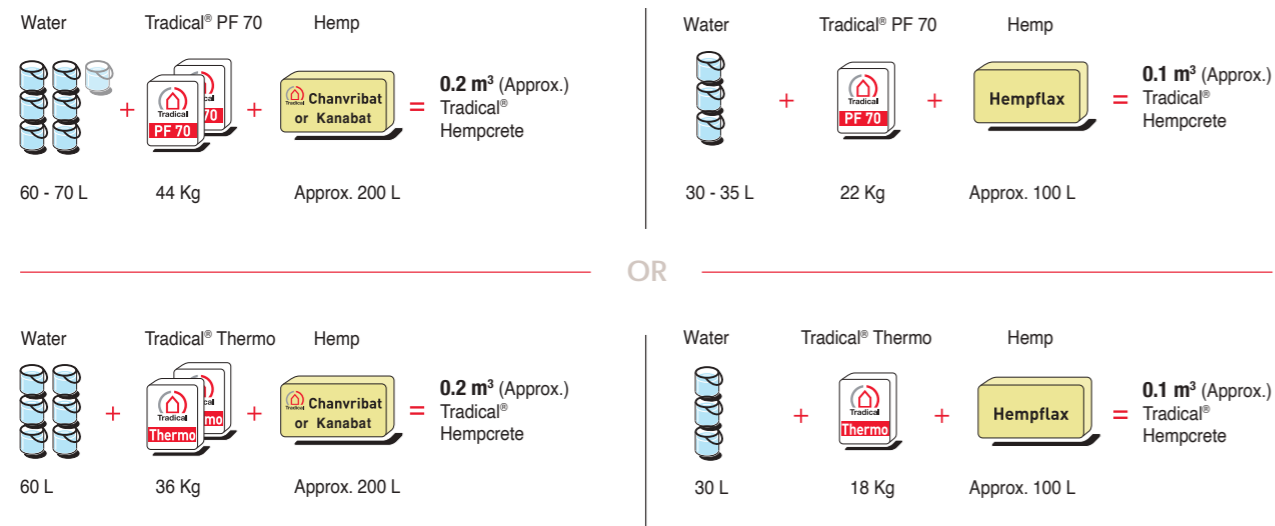 Water
Tradical® PF 70
Hemp
Tradical
PF 70
cal
70
Tradical
Chanvribat
or Kanabat
0.2 m³ (Approx.)
Tradical®
Hempcrete
60 - 70 L
44 Kg
Approx. 200 L
Water
Tradical® PF 70
Hemp
Tradical
PF 70
Hempflax
0.1 m³ (Approx.)
Tradical®
Hempcrete
30 - 35 L
22 Kg
Approx. 100 L
OR
Water
Tradical® Thermo
Hemp
Tradical
Thermo
cal
mo
Tradical
Chanvribat
or Kanabat
0.2 m³ (Approx.)
Tradical®
Hempcrete
60 L
36 Kg
Approx. 200 L
Water
Tradical® Thermo
Hemp
Tradical
Thermo
Hempflax
0.1 m³ (Approx.)
Tradical®
Hempcrete
30 L
18 Kg
Approx. 100 L